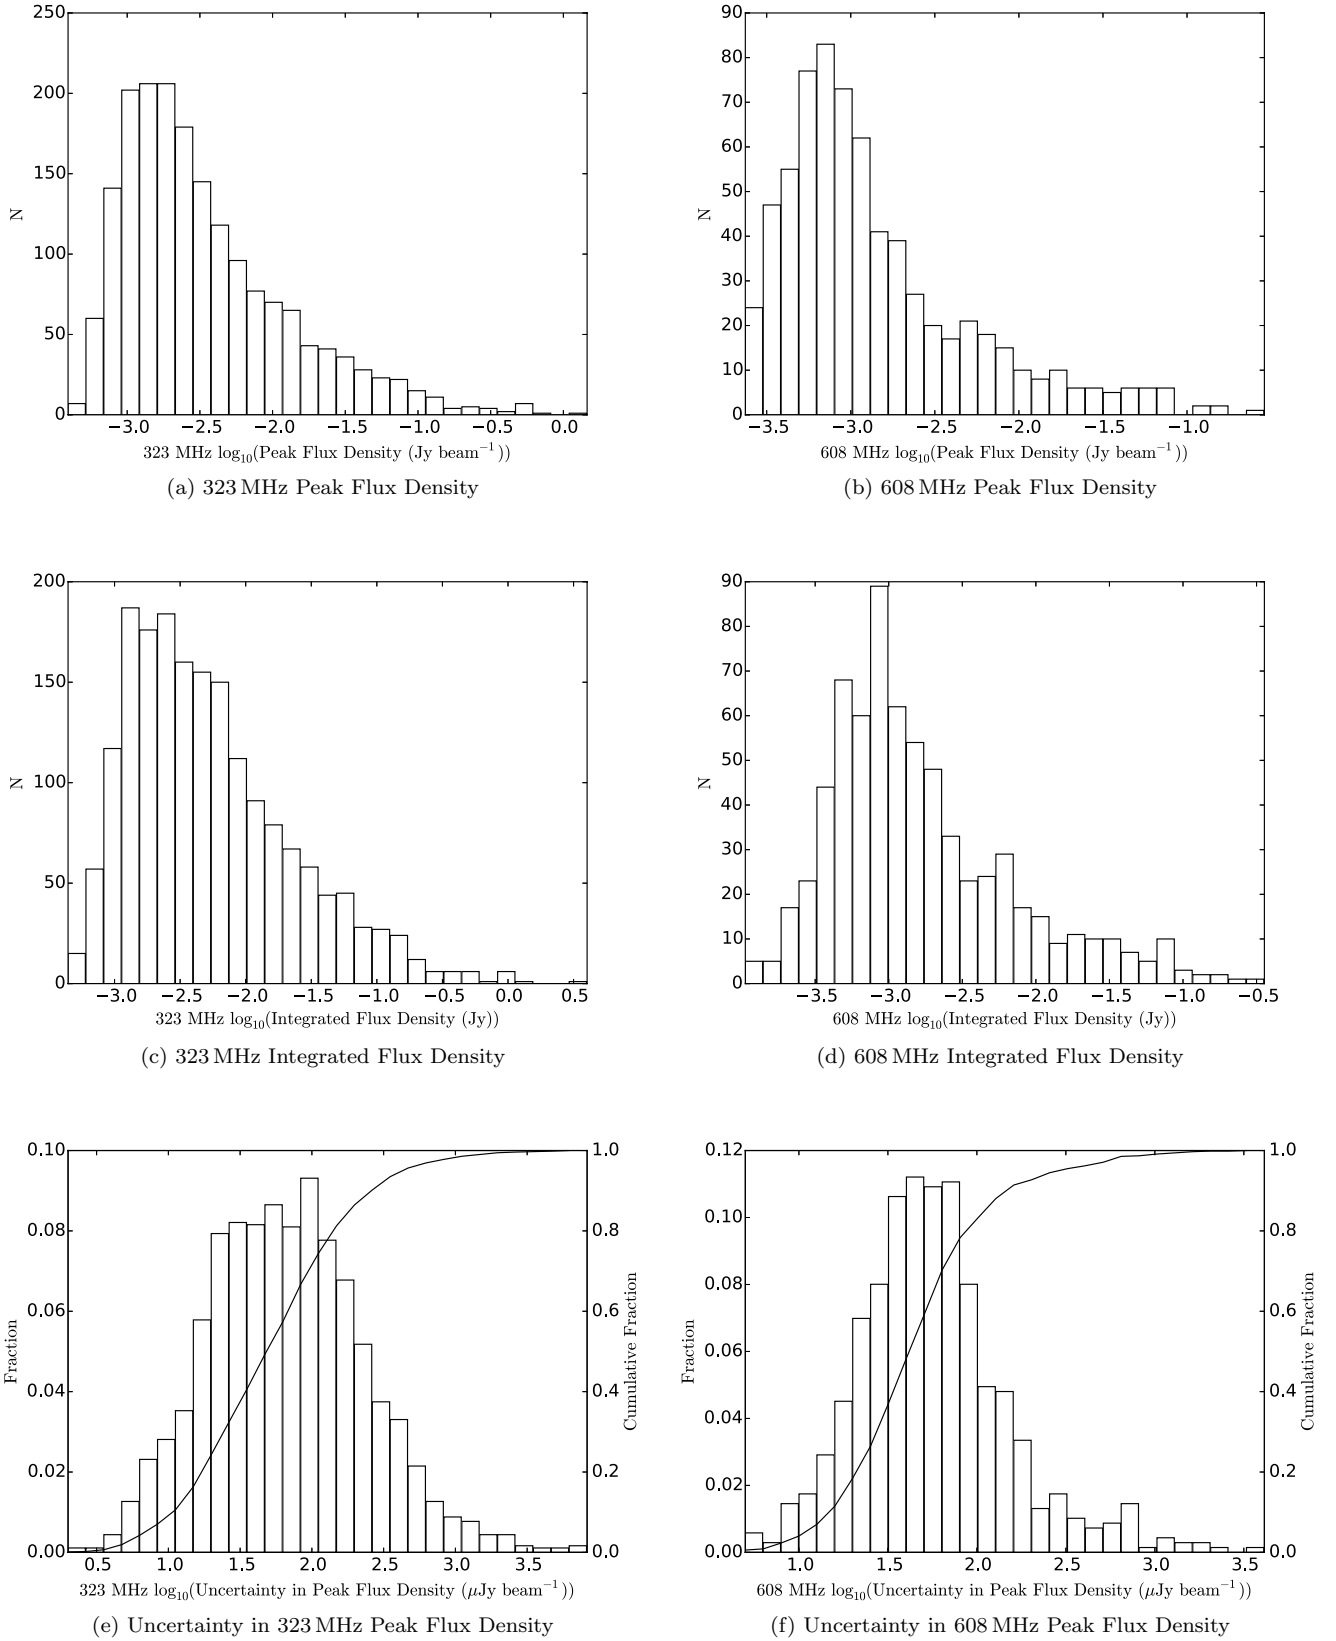 250
200
150
100
50
0
N
−3.0 −2.5 −2.0 −1.5 −1.0 −0.5 0.0
323 MHz log₁₀(Peak Flux Density (Jy beam⁻¹))
(a) 323 MHz Peak Flux Density
90
80
70
60
50
40
30
20
10
0
N
−3.5 −3.0 −2.5 −2.0 −1.5 −1.0
608 MHz log₁₀(Peak Flux Density (Jy beam⁻¹))
(b) 608 MHz Peak Flux Density
200
150
100
50
0
N
−3.0 −2.5 −2.0 −1.5 −1.0 −0.5 0.0 0.5
323 MHz log₁₀(Integrated Flux Density (Jy))
(c) 323 MHz Integrated Flux Density
90
80
70
60
50
40
30
20
10
0
N
−3.5 −3.0 −2.5 −2.0 −1.5 −1.0 −0.5
608 MHz log₁₀(Integrated Flux Density (Jy))
(d) 608 MHz Integrated Flux Density
0.10
0.08
0.06
0.04
0.02
0.00
Fraction
0.5 1.0 1.5 2.0 2.5 3.0 3.5
1.0
0.8
0.6
0.4
0.2
0.0
Cumulative Fraction
323 MHz log₁₀(Uncertainty in Peak Flux Density (μJy beam⁻¹))
(e) Uncertainty in 323 MHz Peak Flux Density
0.12
0.10
0.08
0.06
0.04
0.02
0.00
Fraction
1.0 1.5 2.0 2.5 3.0 3.5
1.0
0.8
0.6
0.4
0.2
0.0
Cumulative Fraction
608 MHz log₁₀(Uncertainty in Peak Flux Density (μJy beam⁻¹))
(f) Uncertainty in 608 MHz Peak Flux Density